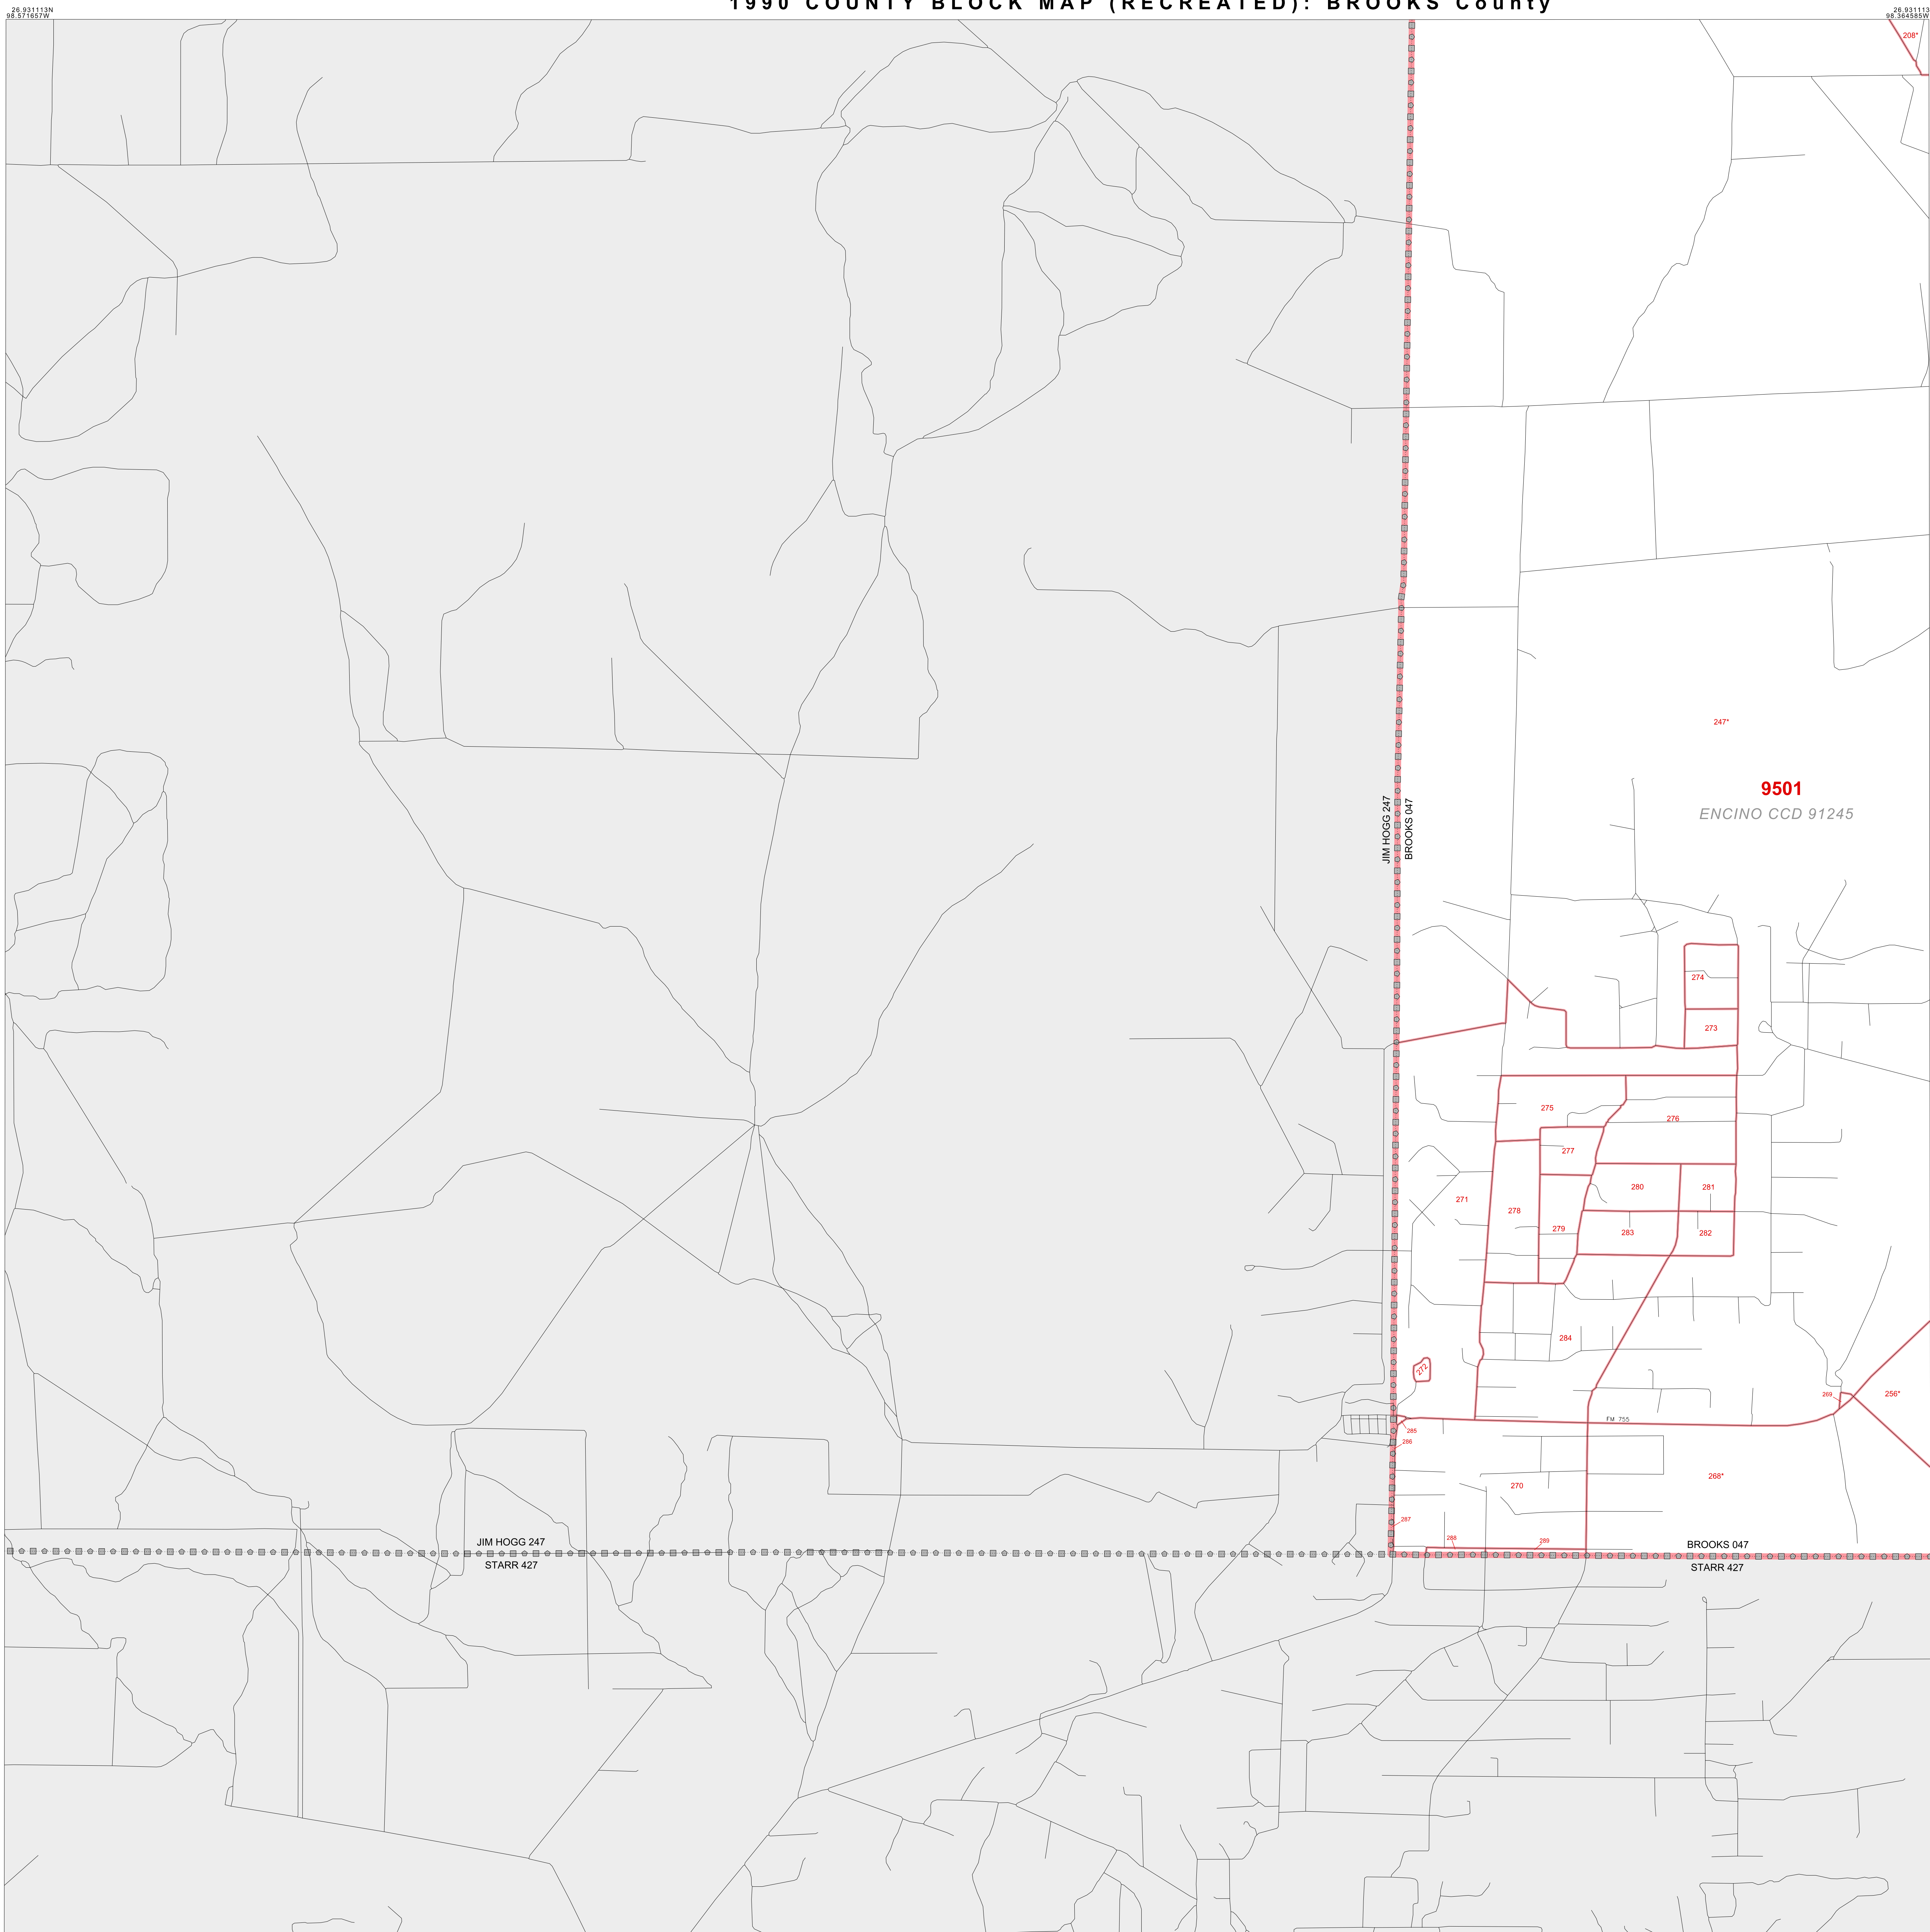 1990 COUNTY BLOCK MAP (RECREATED): BROOKS County
26.931113N
98.571657W
26.931113
98.364585W
208*
247*
9501
ENCINO CCD 91245
JIM HOGG 247
BROOKS 047
274
273
275
276
277
271
278
280
281
279
283
282
284
272
269
256*
FM 755
285
286
268*
270
287
288
289
JIM HOGG 247
STARR 427
BROOKS 047
STARR 427